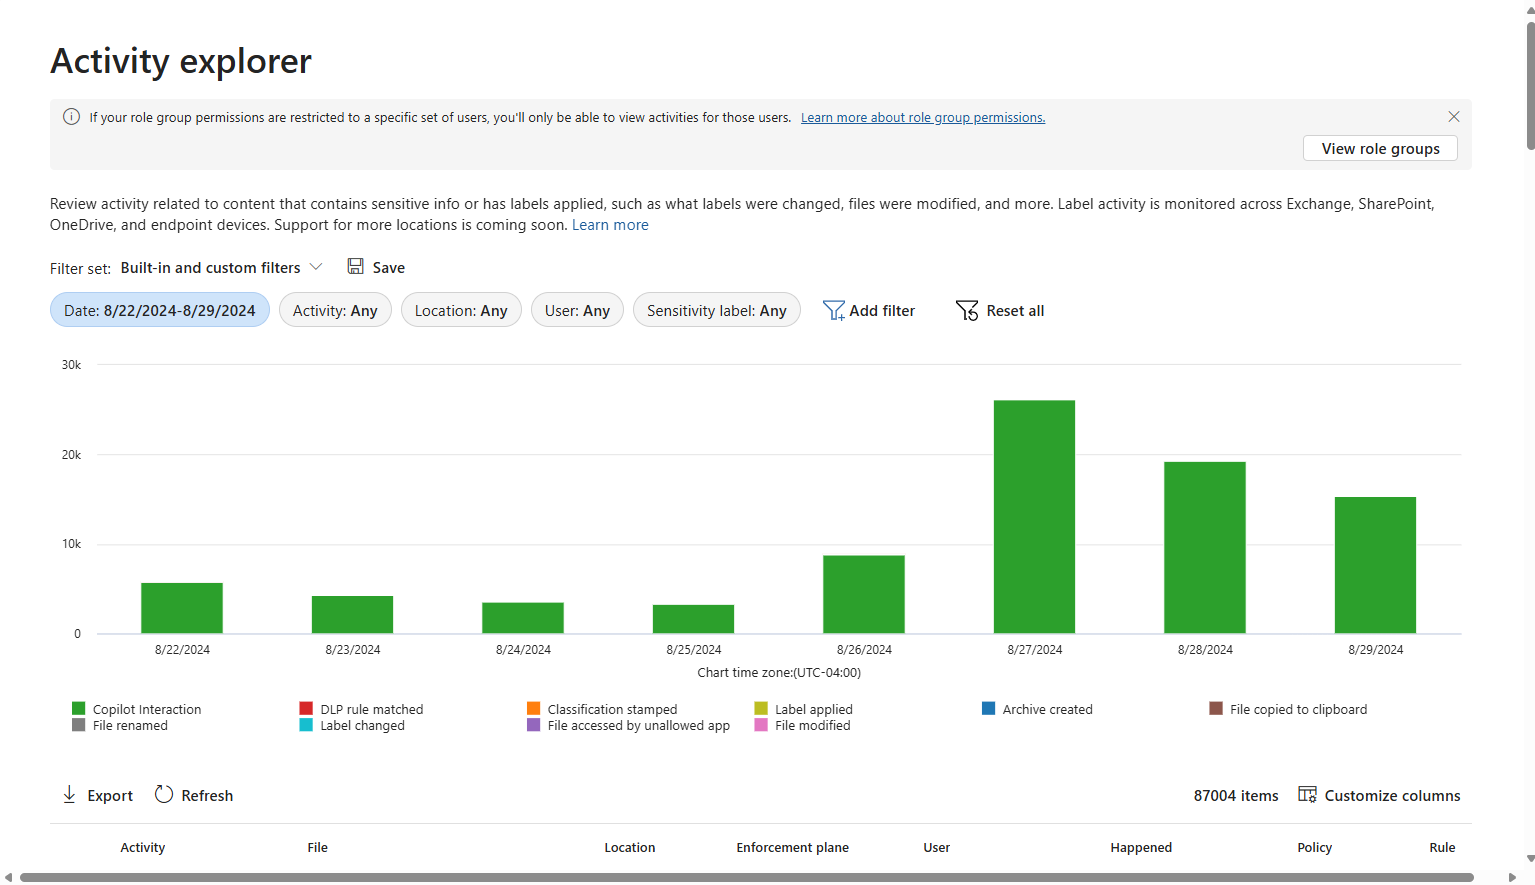 Activity explorer
If your role group permissions are restricted to a specific set of users, you'll only be able to view activities for those users. Learn more about role group permissions.
View role groups
Review activity related to content that contains sensitive info or has labels applied, such as what labels were changed, files were modified, and more. Label activity is monitored across Exchange, SharePoint,
OneDrive, and endpoint devices. Support for more locations is coming soon. Learn more
Filter set: Built-in and custom filters Save
Date: 8/22/2024-8/29/2024 Activity: Any Location: Any User: Any Sensitivity label: Any Add filter Reset all
30k
20k
10k
0
8/22/2024 8/23/2024 8/24/2024 8/25/2024 8/26/2024 8/27/2024 8/28/2024 8/29/2024
Chart time zone:(UTC-04:00)
Copilot Interaction DLP rule matched Classification stamped Label applied Archive created File copied to clipboard
File renamed Label changed File accessed by unallowed app File modified
Export Refresh 87004 items Customize columns
Activity File Location Enforcement plane User Happened Policy Rule